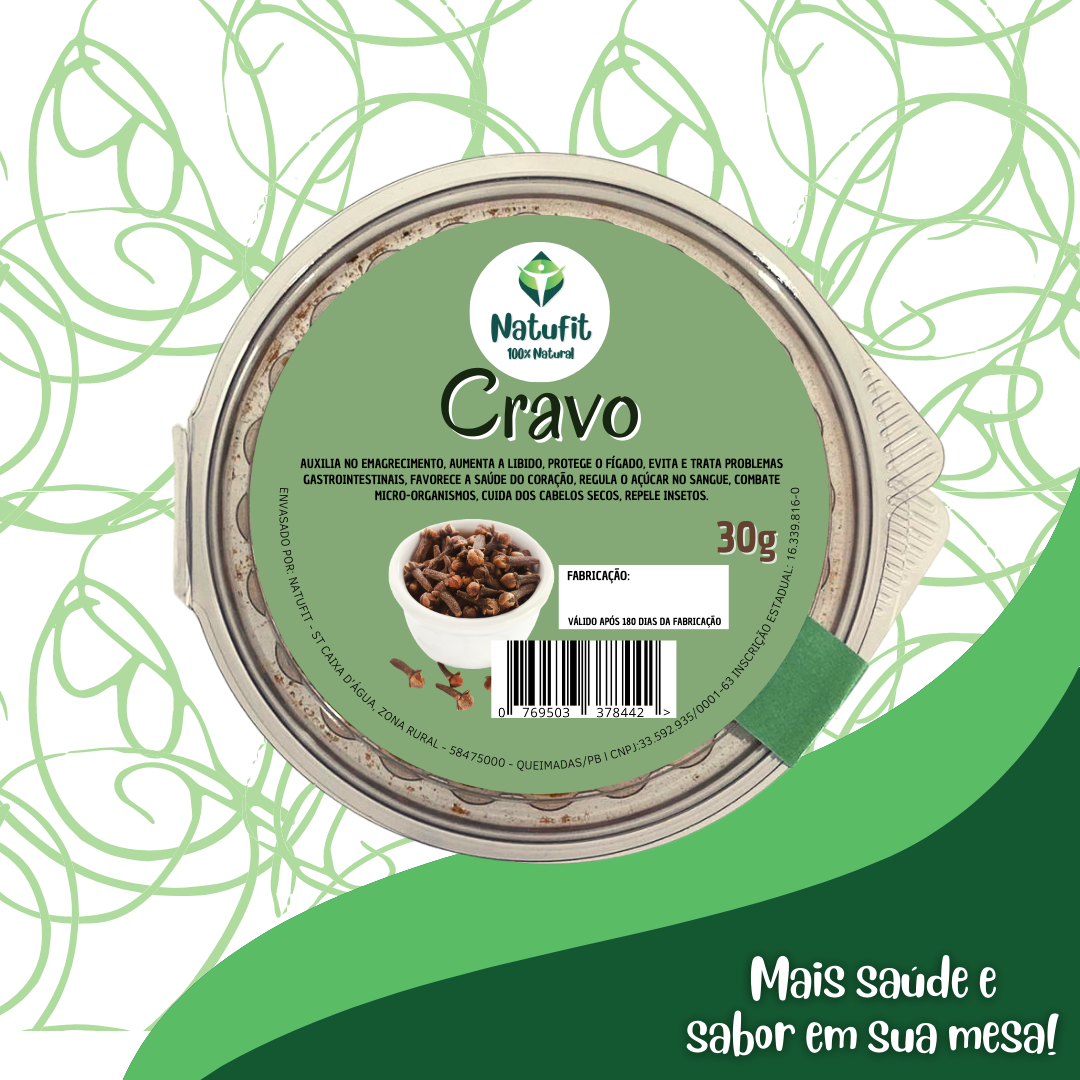 Natufit
100% Natural
Cravo
AUXILIA NO EMAGRECIMENTO, AUMENTA A LIBIDO, PROTEGE O FÍGADO, EVITA E TRATA PROBLEMAS
GASTROINTESTINAIS, FAVORECE A SAÚDE DO CORAÇÃO, REGULA O AÇÚCAR NO SANGUE, COMBATE
MICRO-ORGANISMOS, CUIDA DOS CABELOS SECOS, REPELE INSETOS.
30g
FABRICAÇÃO:
VÁLIDO APÓS 180 DIAS DA FABRICAÇÃO
0 769503 378442 >
ENVASADO POR: NATUFIT - ST CAIXA D'ÁGUA, ZONA RURAL - 58475000 - QUEIMADAS/PB | CNPJ:33.592.935/0001-63 INSCRIÇÃO ESTADUAL: 16.339.816-0
Mais saúde e
sabor em sua mesa!